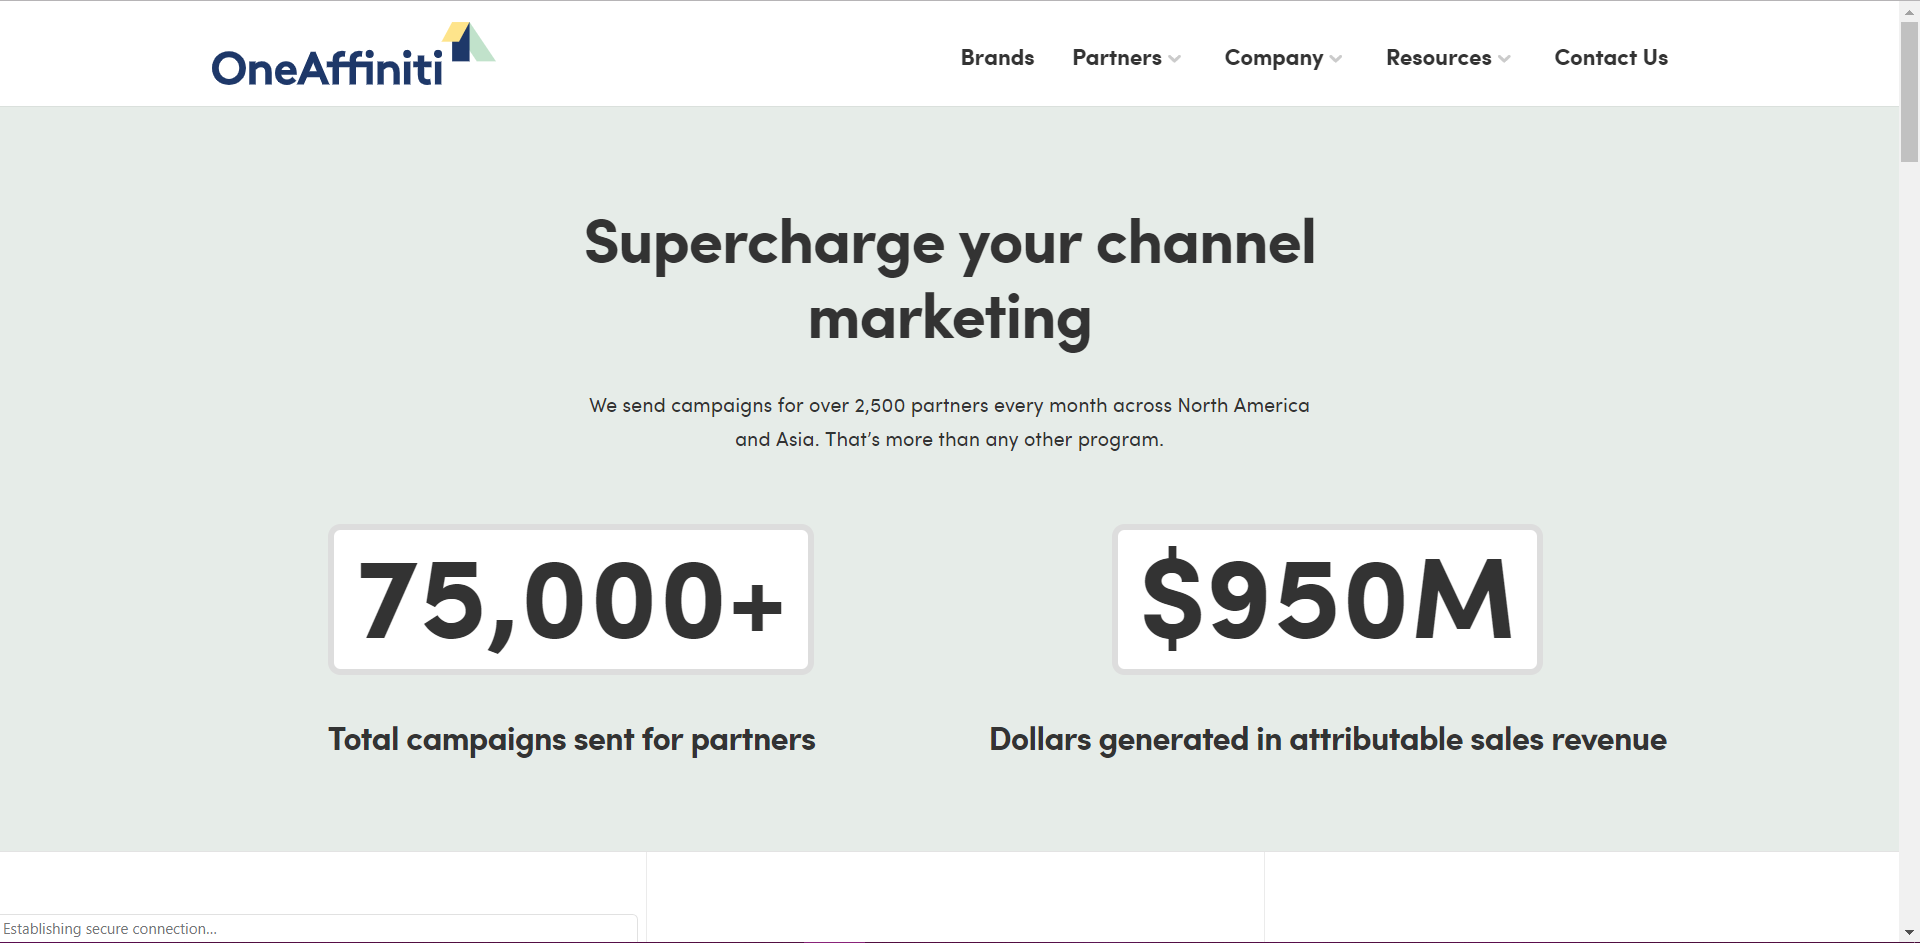 OneAffiniti
Brands Partners Company Resources Contact Us
Supercharge your channel
marketing
We send campaigns for over 2,500 partners every month across North America
and Asia. That’s more than any other program.
75,000+
Total campaigns sent for partners
$950M
Dollars generated in attributable sales revenue
Establishing secure connection...